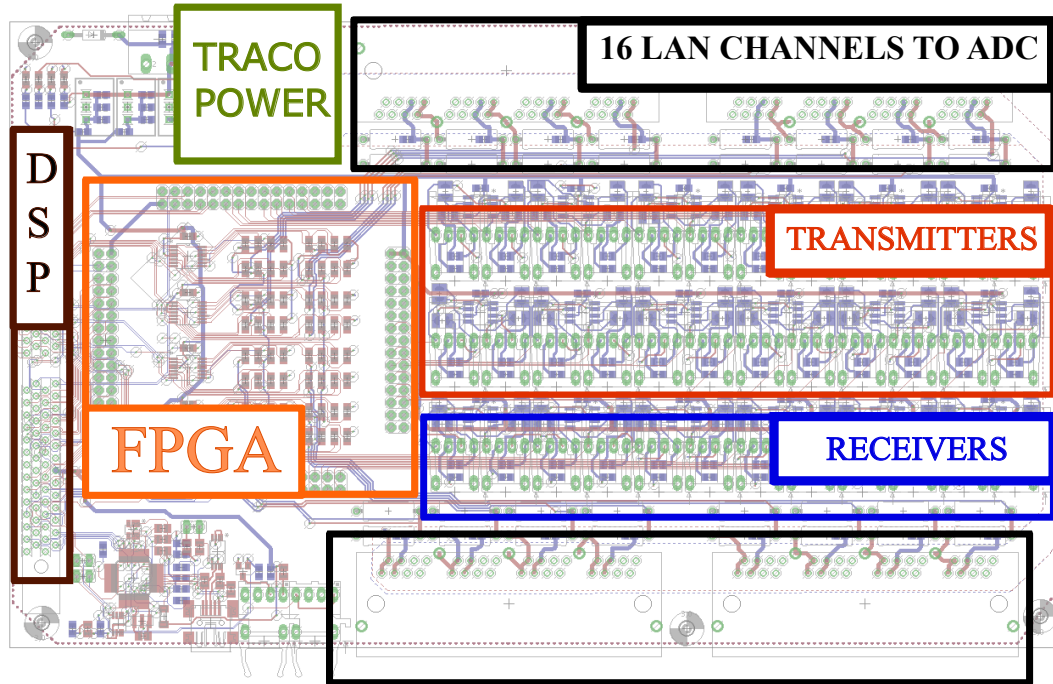 TRACO
POWER
16 LAN CHANNELS TO ADC
D
S
P
TRANSMITTERS
FPGA
RECEIVERS